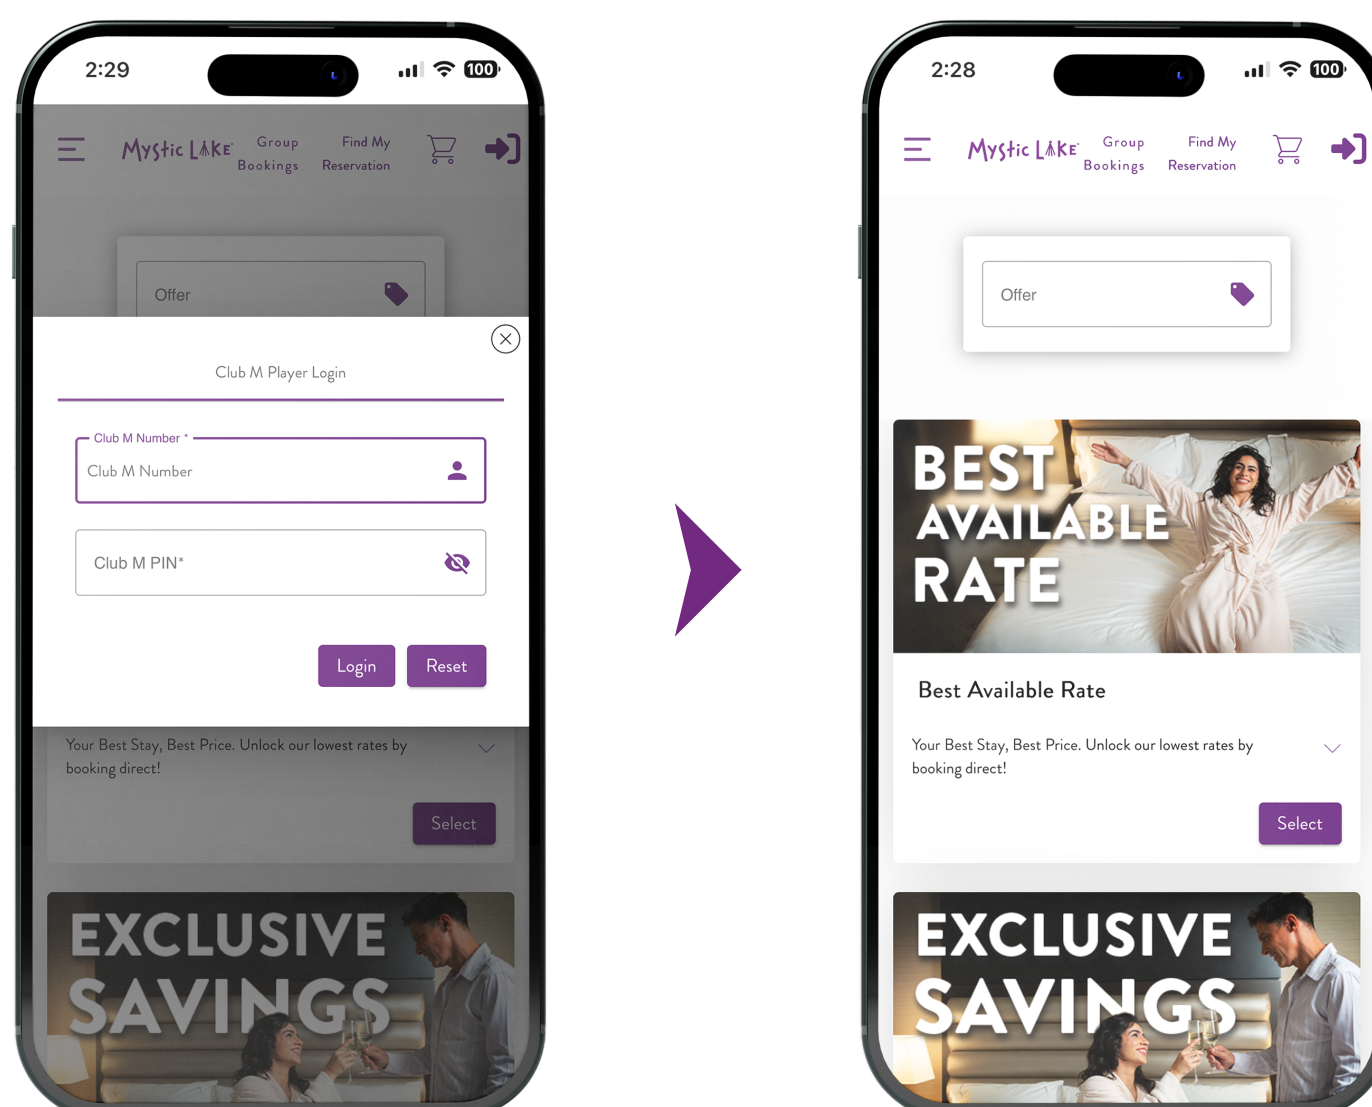 2:29
100
Mystic Lake
Group
Bookings
Find My
Reservation
Offer
Club M Player Login
Club M Number *
Club M Number
Club M PIN*
Login
Reset
Your Best Stay, Best Price. Unlock our lowest rates by
booking direct!
Select
EXCLUSIVE
SAVINGS
2:28
100
Mystic Lake
Group
Bookings
Find My
Reservation
Offer
BEST
AVAILABLE
RATE
Best Available Rate
Your Best Stay, Best Price. Unlock our lowest rates by
booking direct!
Select
EXCLUSIVE
SAVINGS